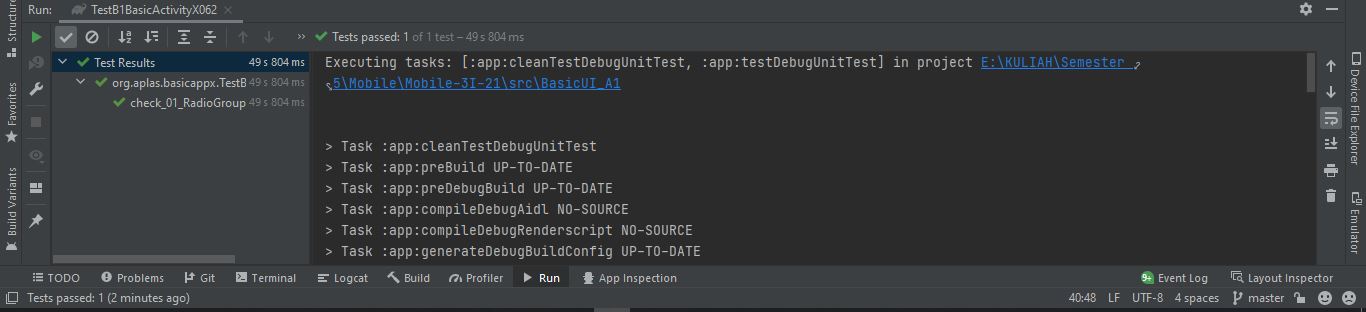 Run: TestB1BasicActivityX062
Tests passed: 1 of 1 test – 49 s 804 ms
Test Results 49 s 804 ms
org.aplas.basicappx.TestB 49 s 804 ms
check_01_RadioGroup 49 s 804 ms
Executing tasks: [:app:cleanTestDebugUnitTest, :app:testDebugUnitTest] in project E:\KULIAH\Semester
5\Mobile\Mobile-3I-21\src\BasicUI_A1
> Task :app:cleanTestDebugUnitTest
> Task :app:preBuild UP-TO-DATE
> Task :app:preDebugBuild UP-TO-DATE
> Task :app:compileDebugAidl NO-SOURCE
> Task :app:compileDebugRenderscript NO-SOURCE
> Task :app:generateDebugBuildConfig UP-TO-DATE
Structure
Favorites
Build Variants
Device File Explorer
Emulator
TODO Problems Git Terminal Logcat Build Profiler Run App Inspection 9+ Event Log Layout Inspector
Tests passed: 1 (2 minutes ago) 40:48 LF UTF-8 4 spaces master